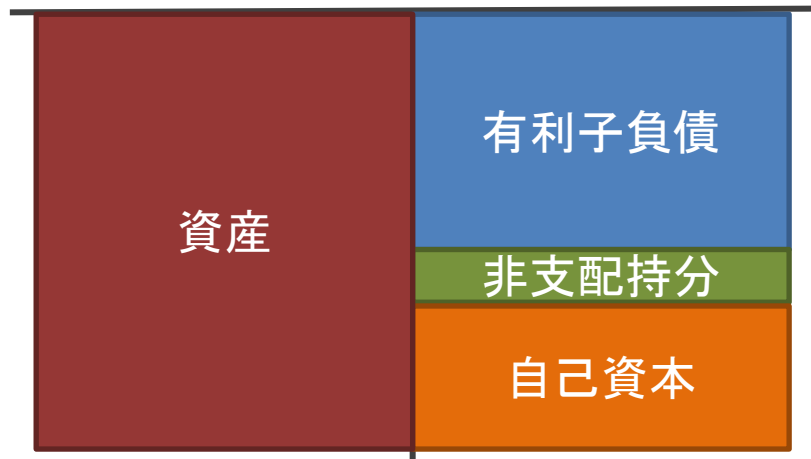 資産
有利子負債
非支配持分
自己資本